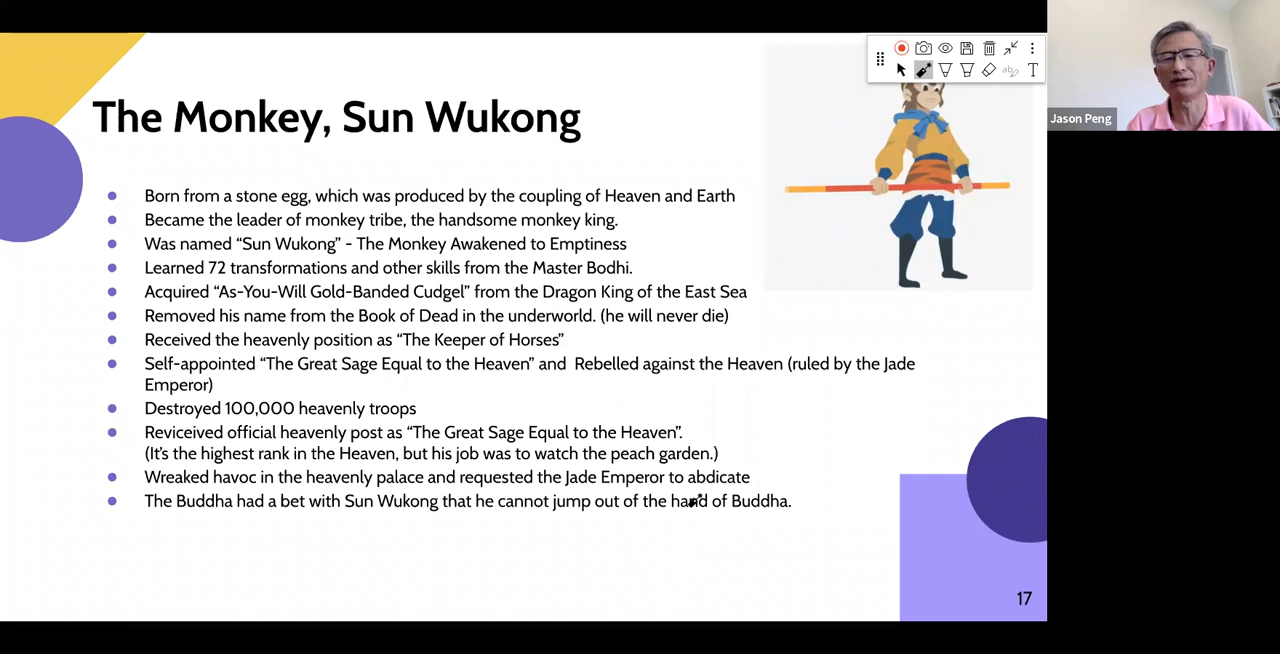 The Monkey, Sun Wukong
Born from a stone egg, which was produced by the coupling of Heaven and Earth
Became the leader of monkey tribe, the handsome monkey king.
Was named “Sun Wukong” - The Monkey Awakened to Emptiness
Learned 72 transformations and other skills from the Master Bodhi.
Acquired “As-You-Will Gold-Banded Cudgel” from the Dragon King of the East Sea
Removed his name from the Book of Dead in the underworld. (he will never die)
Received the heavenly position as “The Keeper of Horses”
Self-appointed “The Great Sage Equal to the Heaven” and Rebelled against the Heaven (ruled by the Jade
Emperor)
Destroyed 100,000 heavenly troops
Reviceived official heavenly post as “The Great Sage Equal to the Heaven”.
(It’s the highest rank in the Heaven, but his job was to watch the peach garden.)
Wreaked havoc in the heavenly palace and requested the Jade Emperor to abdicate
The Buddha had a bet with Sun Wukong that he cannot jump out of the hand of Buddha.
17
ab
T
Jason Peng